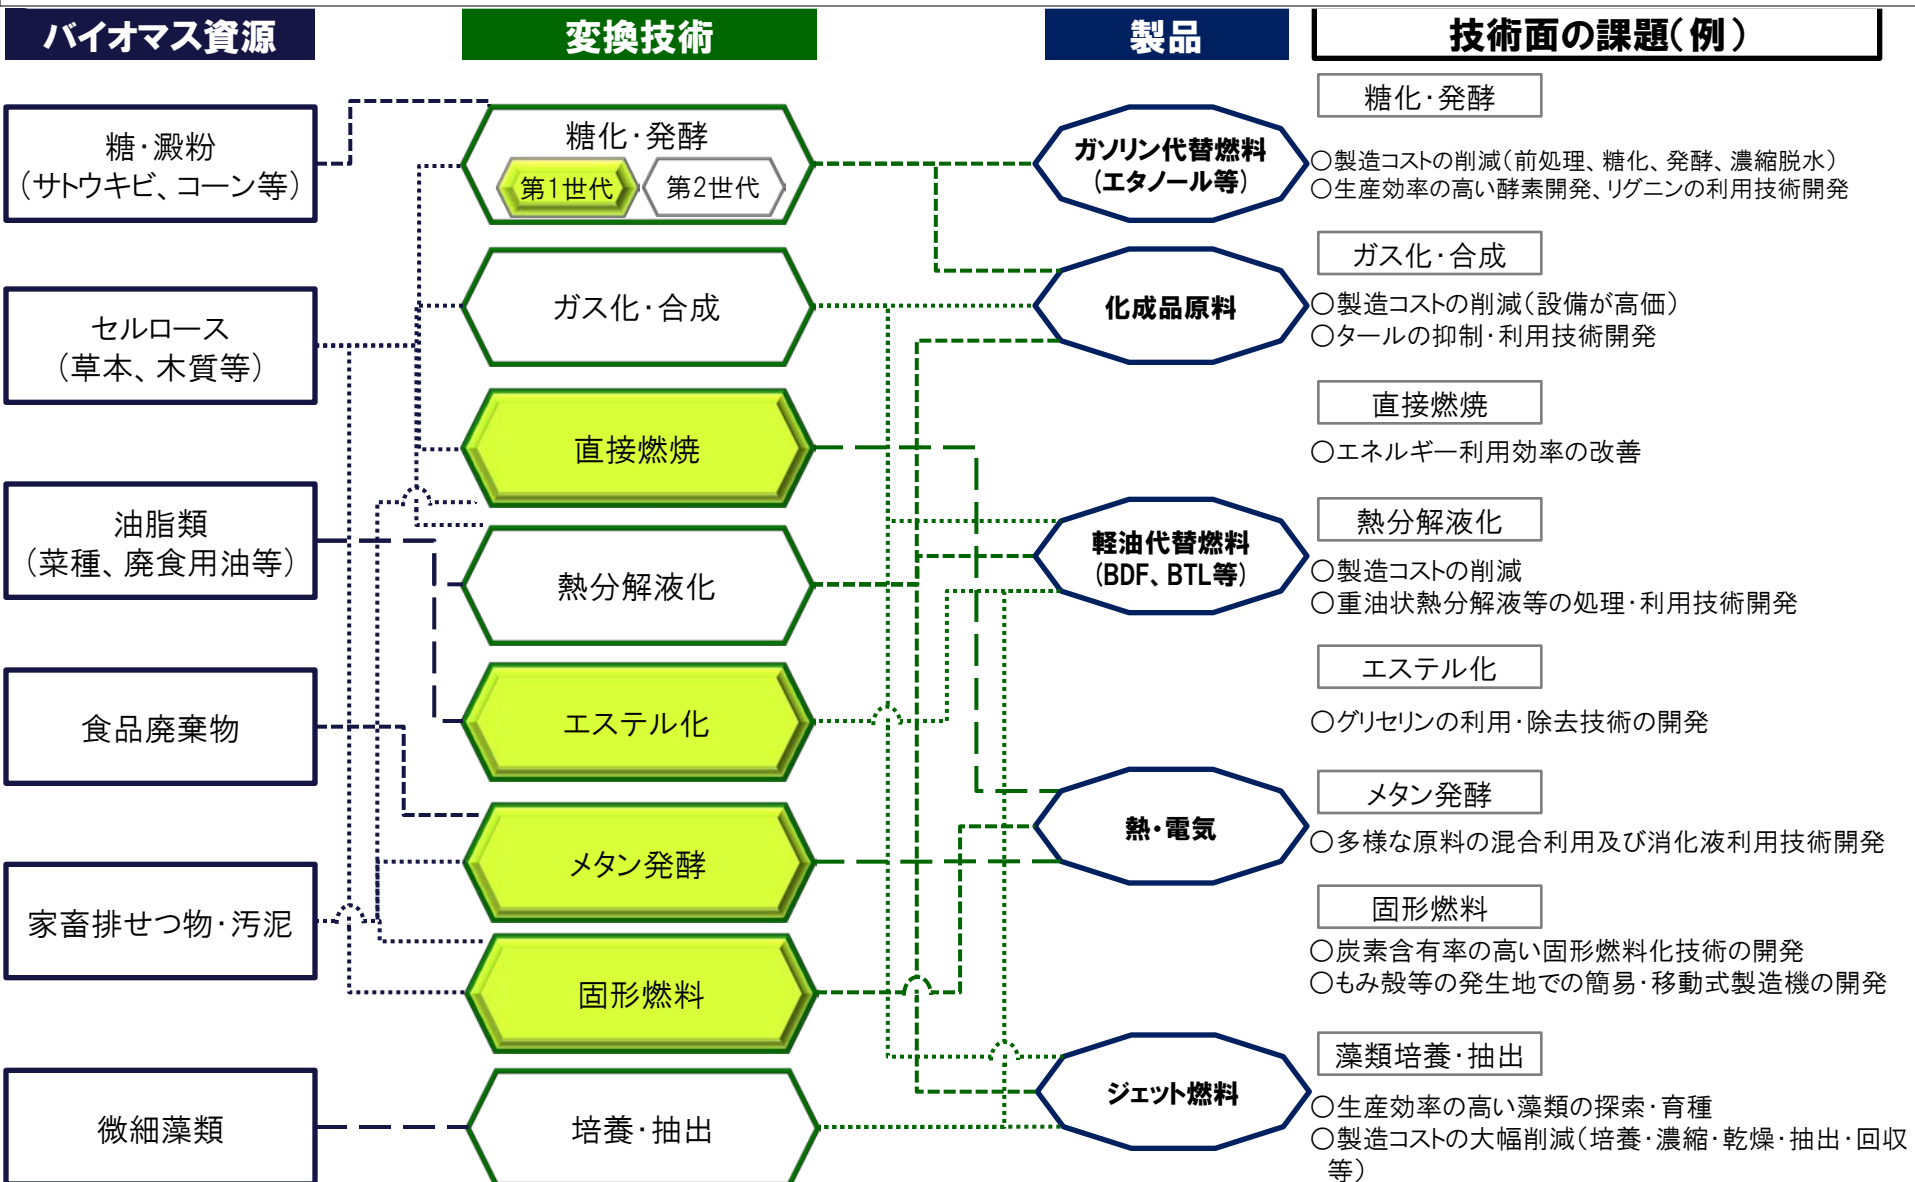 バイオマス資源
変換技術
製品
技術面の課題(例)
糖・澱粉
(サトウキビ、コーン等)
セルロース
(草本、木質等)
油脂類
(菜種、廃食用油等)
食品廃棄物
家畜排せつ物・汚泥
微細藻類
糖化・発酵
第1世代
第2世代
ガス化・合成
直接燃焼
熱分解液化
エステル化
メタン発酵
固形燃料
培養・抽出
ガソリン代替燃料
(エタノール等)
化成品原料
軽油代替燃料
(BDF、BTL等)
熱・電気
ジェット燃料
糖化・発酵
○製造コストの削減(前処理、糖化、発酵、濃縮脱水)
○生産効率の高い酵素開発、リグニンの利用技術開発
ガス化・合成
○製造コストの削減(設備が高価)
○タールの抑制・利用技術開発
直接燃焼
○エネルギー利用効率の改善
熱分解液化
○製造コストの削減
○重油状熱分解液等の処理・利用技術開発
エステル化
○グリセリンの利用・除去技術の開発
メタン発酵
○多様な原料の混合利用及び消化液利用技術開発
固形燃料
○炭素含有率の高い固形燃料化技術の開発
○もみ殻等の発生地での簡易・移動式製造機の開発
藻類培養・抽出
○生産効率の高い藻類の探索・育種
○製造コストの大幅削減(培養・濃縮・乾燥・抽出・回収
等)